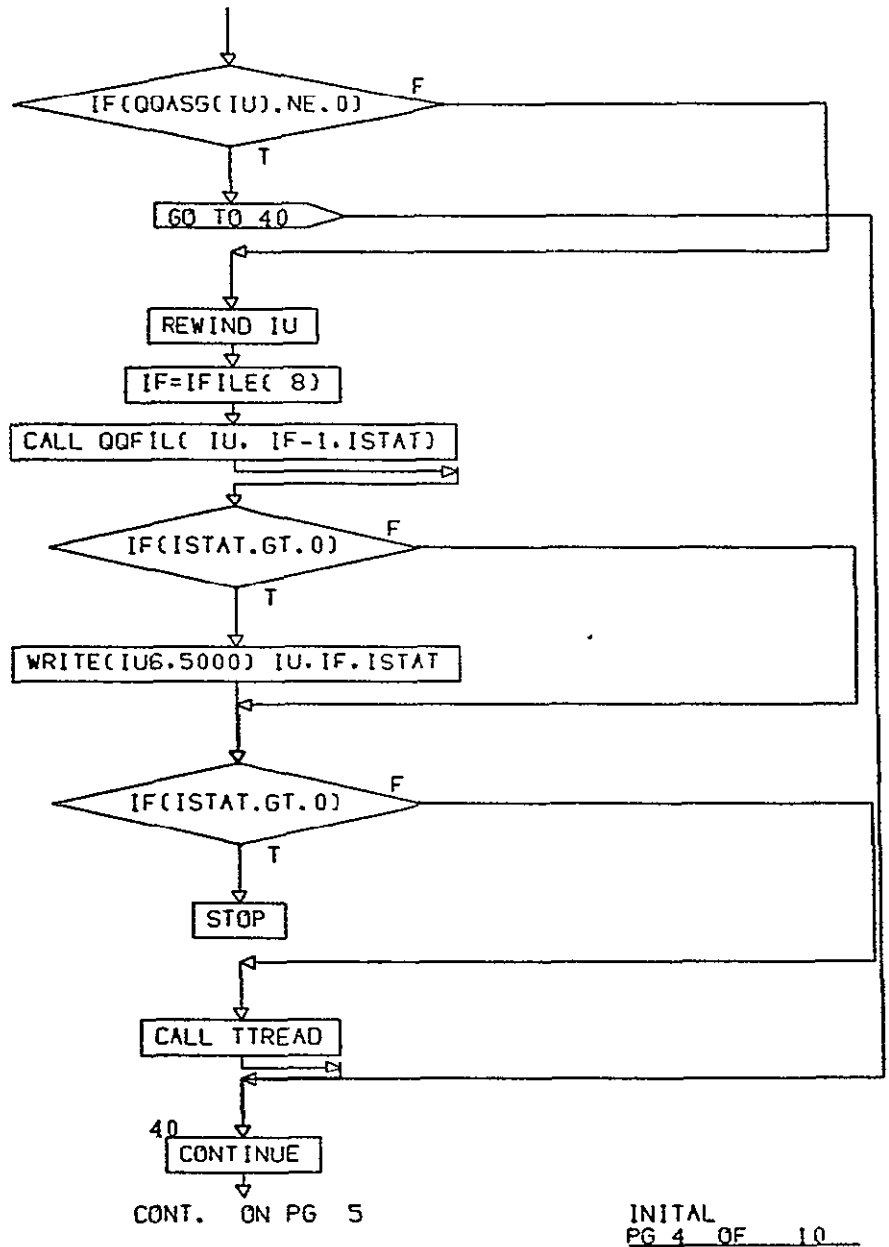 F
IF(QQASG(IU).NE.0)
T
GO TO 40
REWIND IU
IF=IFILE( 8)
CALL QQFIL( IU. IF-1.ISTAT)
F
IF(ISTAT.GT.0)
T
WRITE(IU6.5000) IU.IF.ISTAT
F
IF(ISTAT.GT.0)
T
STOP
CALL TTREAD
40
CONTINUE
CONT. ON PG 5
INITAL
PG 4 OF 10